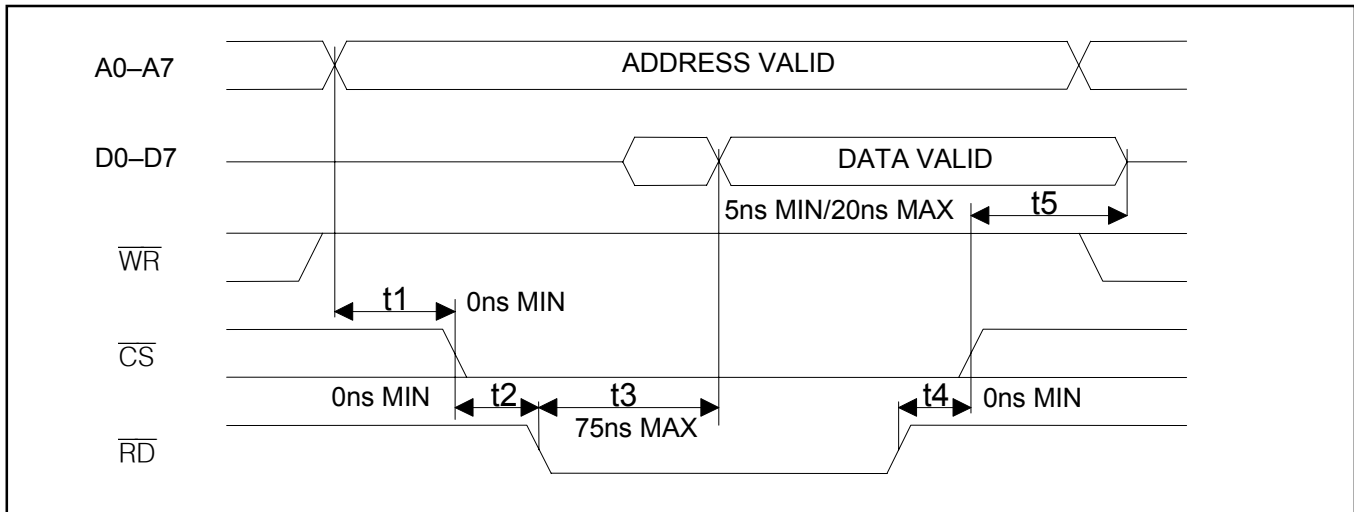 A0–A7
ADDRESS VALID
D0–D7
DATA VALID
5ns MIN/20ns MAX
t5
WR
t1
0ns MIN
CS
0ns MIN
t2
t3
t4
0ns MIN
75ns MAX
RD